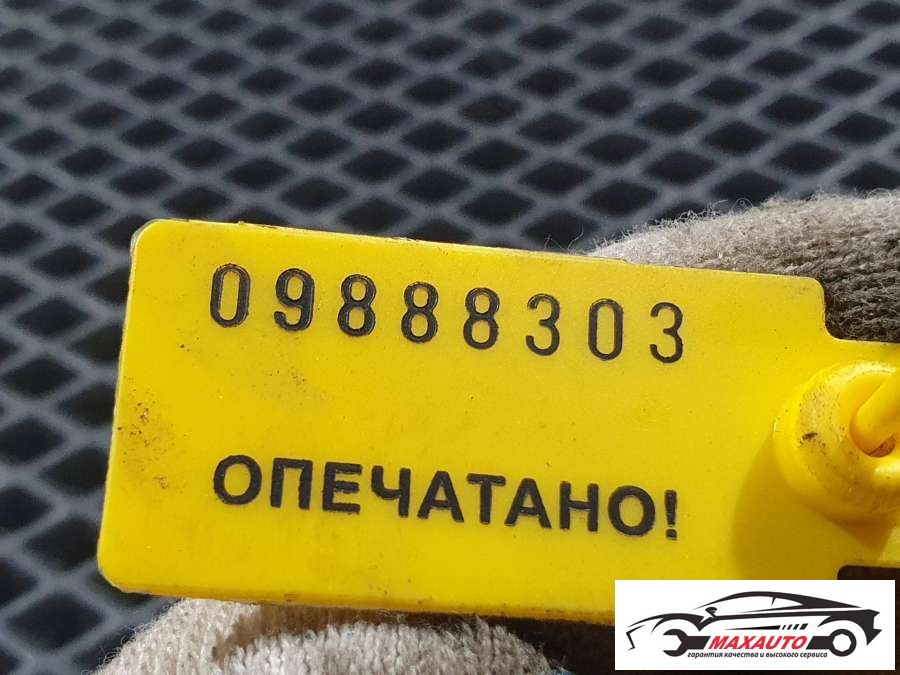 09888303
ОПЕЧАТАНО!
MAXAUTO
гарантия качества и высокого сервиса